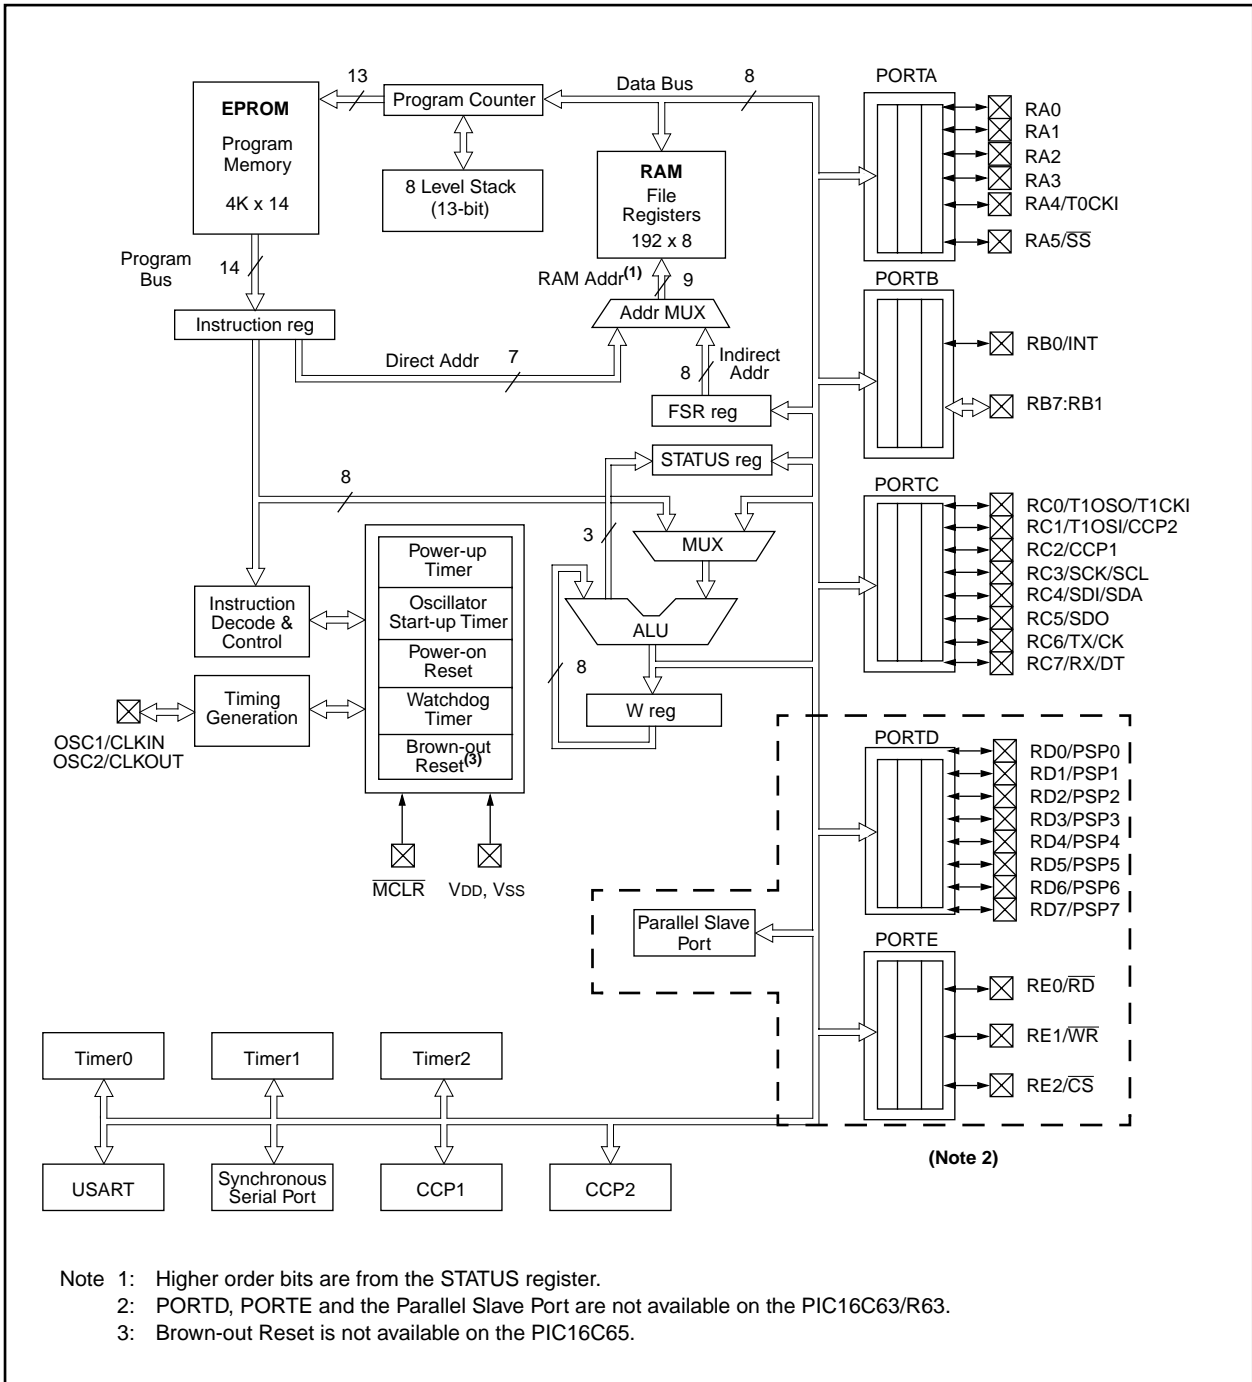 13
Data Bus
8
PORTA
EPROM
Program
Memory
4K x 14
Program Counter
8 Level Stack
(13-bit)
RAM
File
Registers
192 x 8
RA0
RA1
RA2
RA3
RA4/T0CKI
RA5/S̅S̅
Program
Bus
14
RAM Addr(1)
9
PORTB
Instruction reg
Addr MUX
Direct Addr
7
8
Indirect
Addr
RB0/INT
RB7:RB1
FSR reg
STATUS reg
8
3
MUX
PORTC
RC0/T1OSO/T1CKI
RC1/T1OSI/CCP2
RC2/CCP1
RC3/SCK/SCL
RC4/SDI/SDA
RC5/SDO
RC6/TX/CK
RC7/RX/DT
Power-up
Timer
Oscillator
Start-up Timer
Power-on
Reset
Watchdog
Timer
Brown-out
Reset(3)
Instruction
Decode &
Control
ALU
8
W reg
Timing
Generation
OSC1/CLKIN
OSC2/CLKOUT
M̅C̅L̅R̅
VDD, VSS
PORTD
RD0/PSP0
RD1/PSP1
RD2/PSP2
RD3/PSP3
RD4/PSP4
RD5/PSP5
RD6/PSP6
RD7/PSP7
Parallel Slave
Port
PORTE
RE0/R̅D̅
RE1/W̅R̅
RE2/C̅S̅
(Note 2)
Timer0
Timer1
Timer2
USART
Synchronous
Serial Port
CCP1
CCP2
Note 1: Higher order bits are from the STATUS register.
2: PORTD, PORTE and the Parallel Slave Port are not available on the PIC16C63/R63.
3: Brown-out Reset is not available on the PIC16C65.